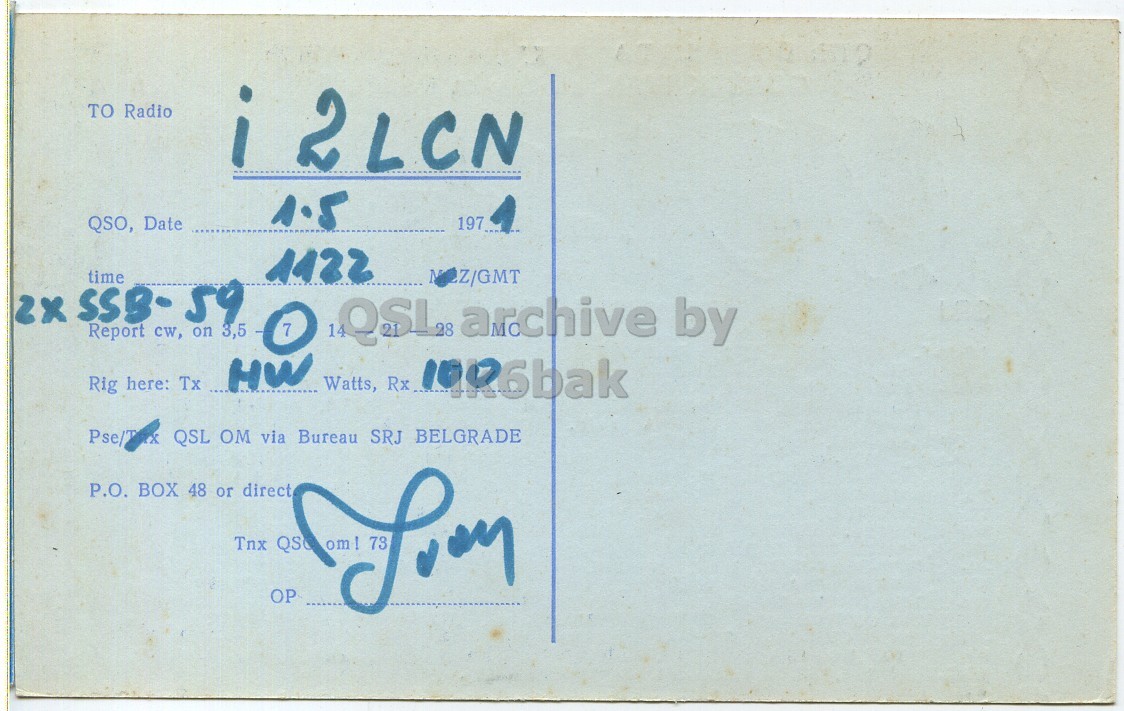 TO Radio i 2LCN
QSO, Date 1.5 1971
time 1122 MEZ/GMT
2x SSB - 59
Report cw, on 3,5 — 7 14 — 21 — 28 MC
Rig here: Tx HW Watts, Rx 100
Pse/Tnx QSL OM via Bureau SRJ BELGRADE
P.O. BOX 48 or direct.
Tnx QSO om! 73
OP Ivan
QSL archive by
ik6bak